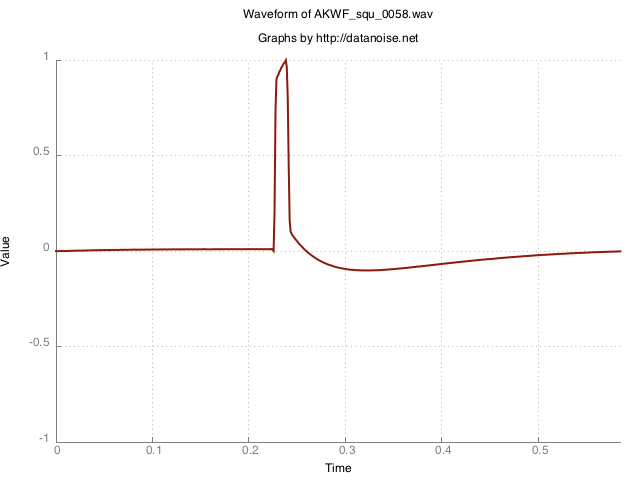 Waveform of AKWF_squ_0058.wav
Graphs by http://datanoise.net
1
0.5
0
-0.5
-1
Value
0 0.1 0.2 0.3 0.4 0.5
Time